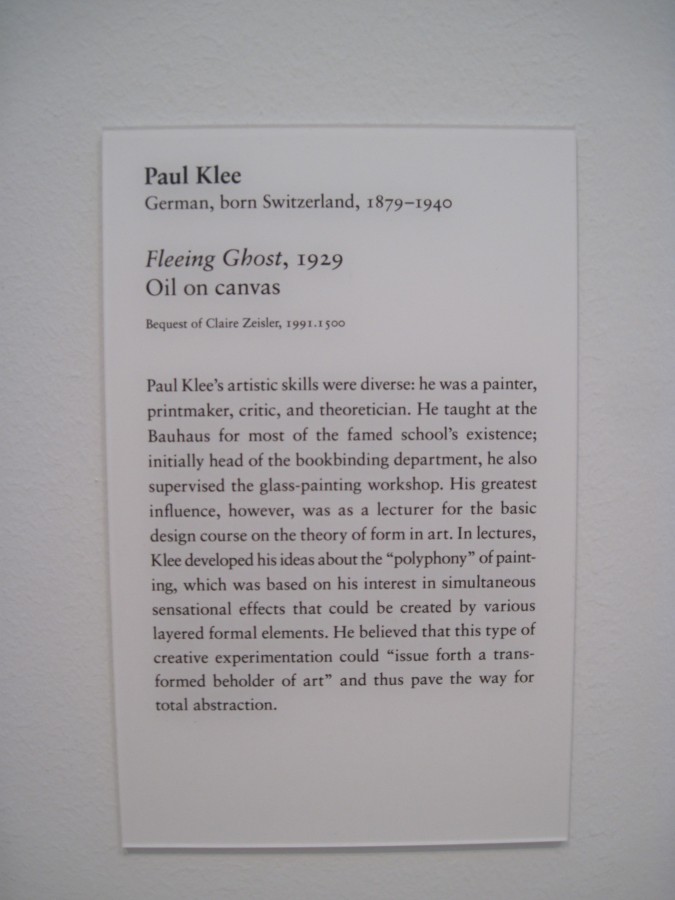 Paul Klee
German, born Switzerland, 1879–1940
Fleeing Ghost, 1929
Oil on canvas
Bequest of Claire Zeisler, 1991.1500
Paul Klee’s artistic skills were diverse: he was a painter,
printmaker, critic, and theoretician. He taught at the
Bauhaus for most of the famed school’s existence;
initially head of the bookbinding department, he also
supervised the glass-painting workshop. His greatest
influence, however, was as a lecturer for the basic
design course on the theory of form in art. In lectures,
Klee developed his ideas about the “polyphony” of paint-
ing, which was based on his interest in simultaneous
sensational effects that could be created by various
layered formal elements. He believed that this type of
creative experimentation could “issue forth a trans-
formed beholder of art” and thus pave the way for
total abstraction.